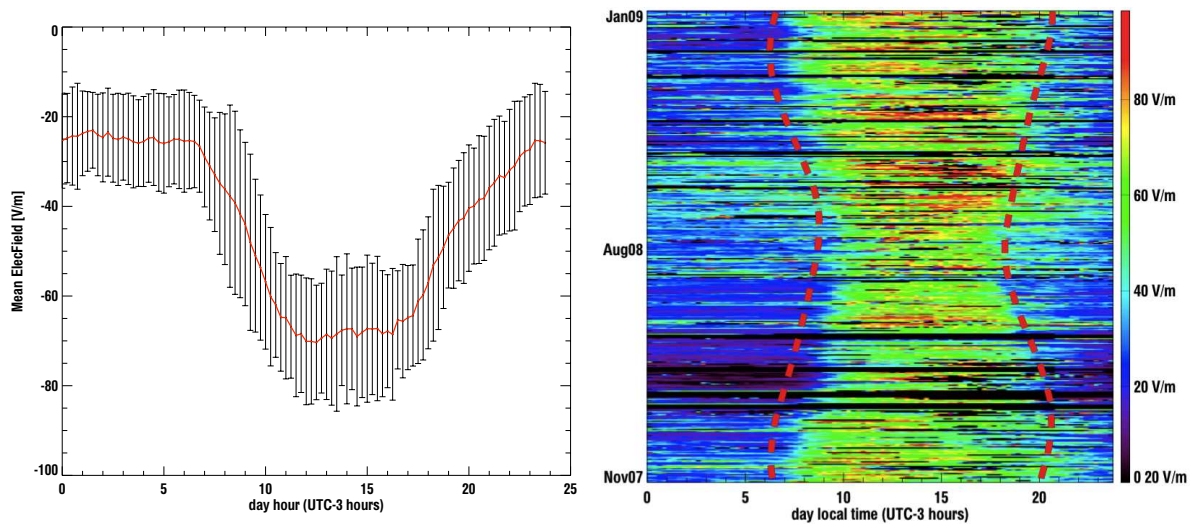 0
-20
-40
-60
-80
-100
Mean ElecField [V/m]
0 5 10 15 20 25
day hour (UTC-3 hours)
Jan09
Aug08
Nov07
0 5 10 15 20
day local time (UTC-3 hours)
80 V/m
60 V/m
40 V/m
20 V/m
0 20 V/m